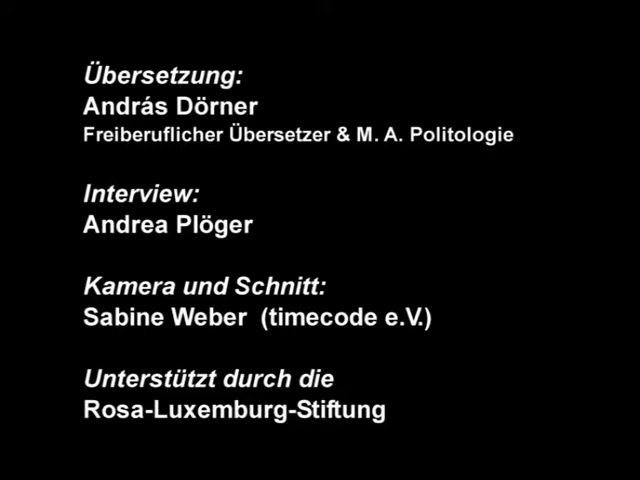 Übersetzung:
András Dörner
Freiberuflicher Übersetzer & M. A. Politologie
Interview:
Andrea Plöger
Kamera und Schnitt:
Sabine Weber (timecode e.V.)
Unterstützt durch die
Rosa-Luxemburg-Stiftung